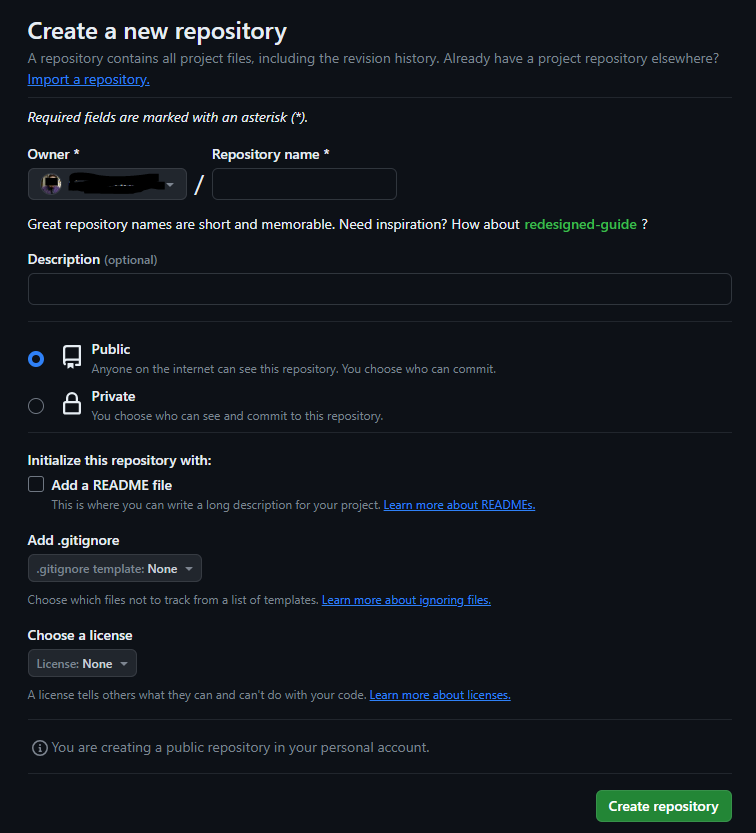 Create a new repository
A repository contains all project files, including the revision history. Already have a project repository elsewhere?
Import a repository.
Required fields are marked with an asterisk (*).
Owner * Repository name *
/
Great repository names are short and memorable. Need inspiration? How about redesigned-guide ?
Description (optional)
Public
Anyone on the internet can see this repository. You choose who can commit.
Private
You choose who can see and commit to this repository.
Initialize this repository with:
Add a README file
This is where you can write a long description for your project. Learn more about READMEs.
Add .gitignore
.gitignore template: None
Choose which files not to track from a list of templates. Learn more about ignoring files.
Choose a license
License: None
A license tells others what they can and can't do with your code. Learn more about licenses.
You are creating a public repository in your personal account.
Create repository